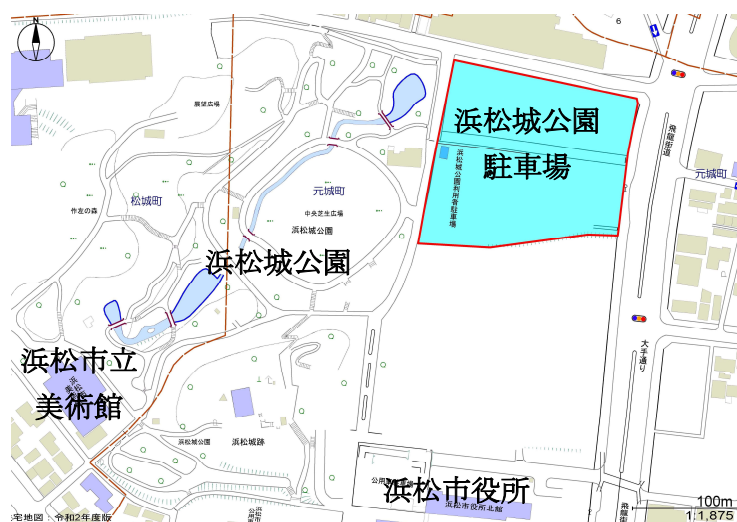 6
展望広場
浜松城公園
駐車場
飛龍街道
浜松城公園利用者駐車場
元城町
松城町
元城町
作左の森
中央芝生広場
浜松城公園
浜松城公園
大手通り
浜松市立
美術館
浜松城公園
浜松城跡
浜松市役所
浜松市役所北館
2
飛龍街
100m
1:1,875
宅地図:令和2年度版